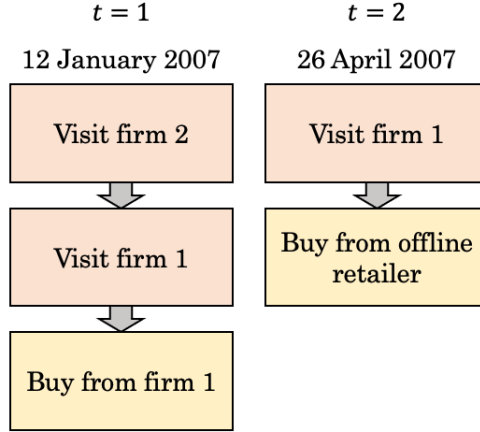 t = 1
12 January 2007
Visit firm 2
Visit firm 1
Buy from firm 1
t = 2
26 April 2007
Visit firm 1
Buy from offline
retailer